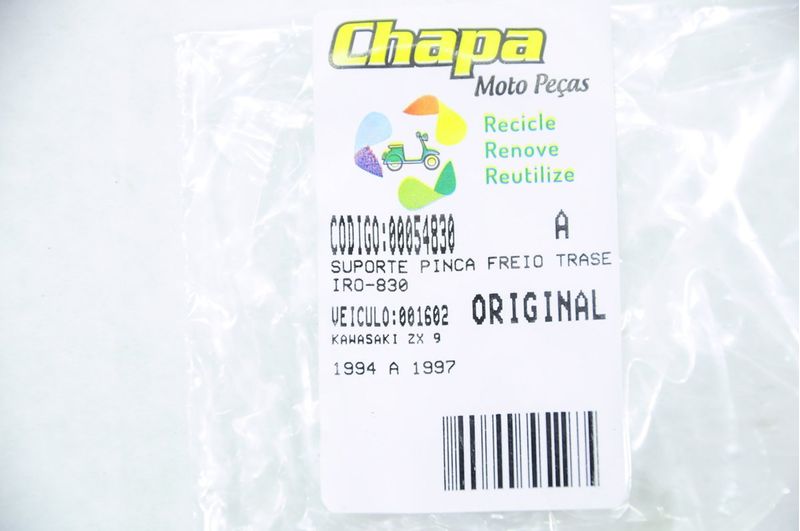 Chapa
Moto Peças
Recicle
Renove
Reutilize
CODIGO:00054830 A
SUPORTE PINCA FREIO TRASE
IRO-830
VEICULO:001602 ORIGINAL
KAWASAKI ZX 9
1994 A 1997